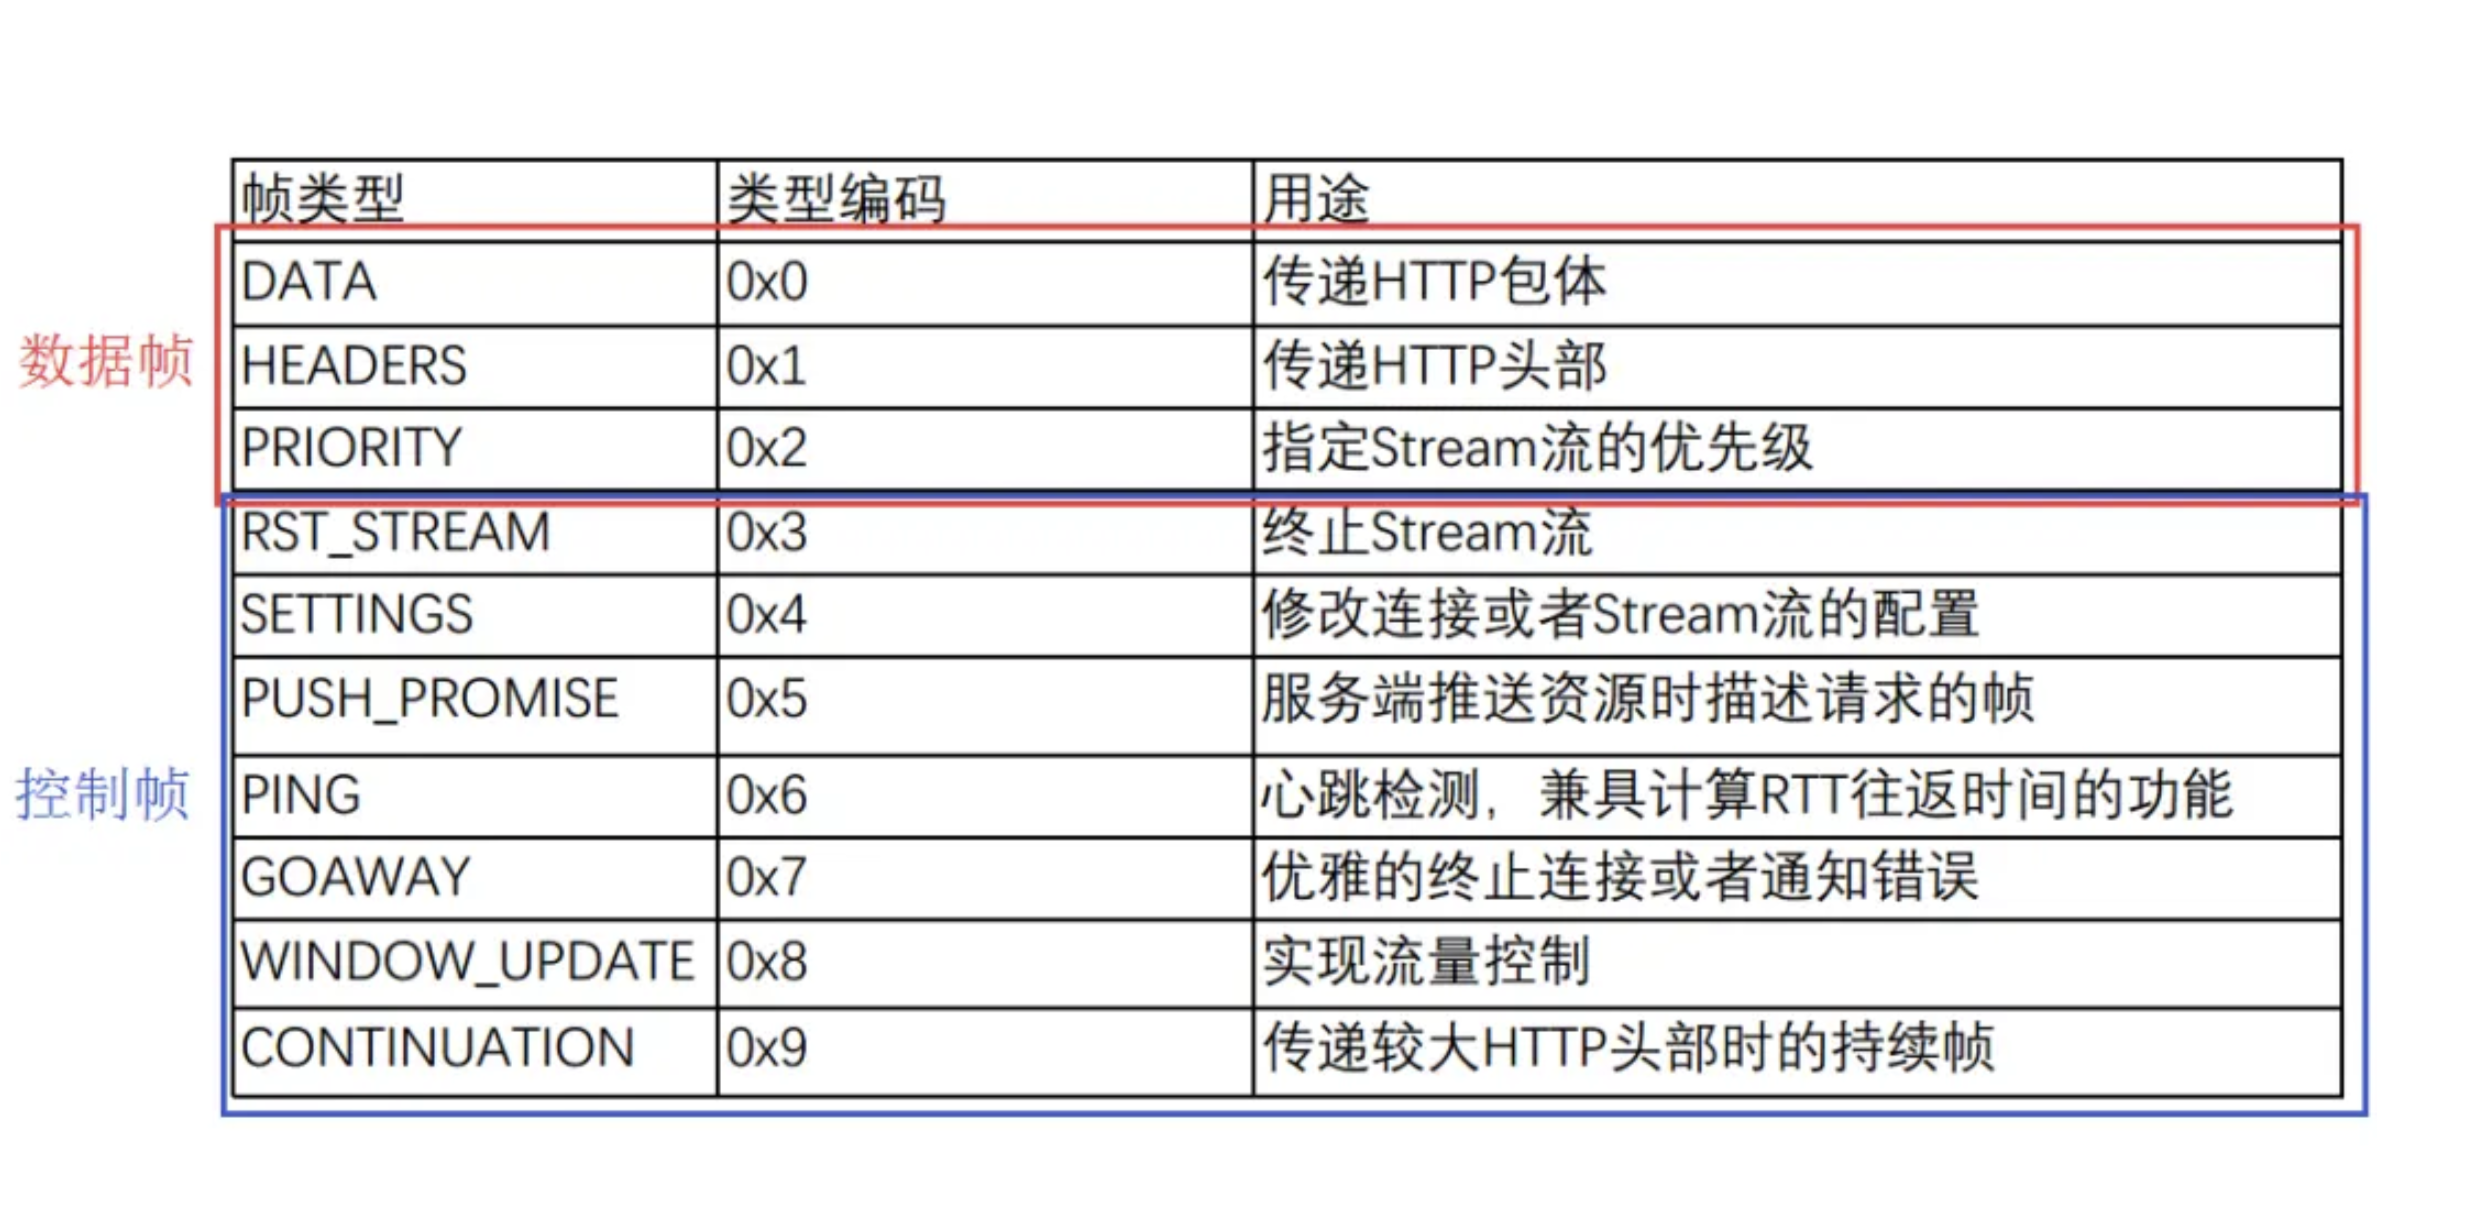 帧类型 类型编码 用途
DATA 0x0 传递HTTP包体
数据帧
HEADERS 0x1 传递HTTP头部
PRIORITY 0x2 指定Stream流的优先级
RST_STREAM 0x3 终止Stream流
SETTINGS 0x4 修改连接或者Stream流的配置
PUSH_PROMISE 0x5 服务端推送资源时描述请求的帧
控制帧
PING 0x6 心跳检测，兼具计算RTT往返时间的功能
GOAWAY 0x7 优雅的终止连接或者通知错误
WINDOW_UPDATE 0x8 实现流量控制
CONTINUATION 0x9 传递较大HTTP头部时的持续帧